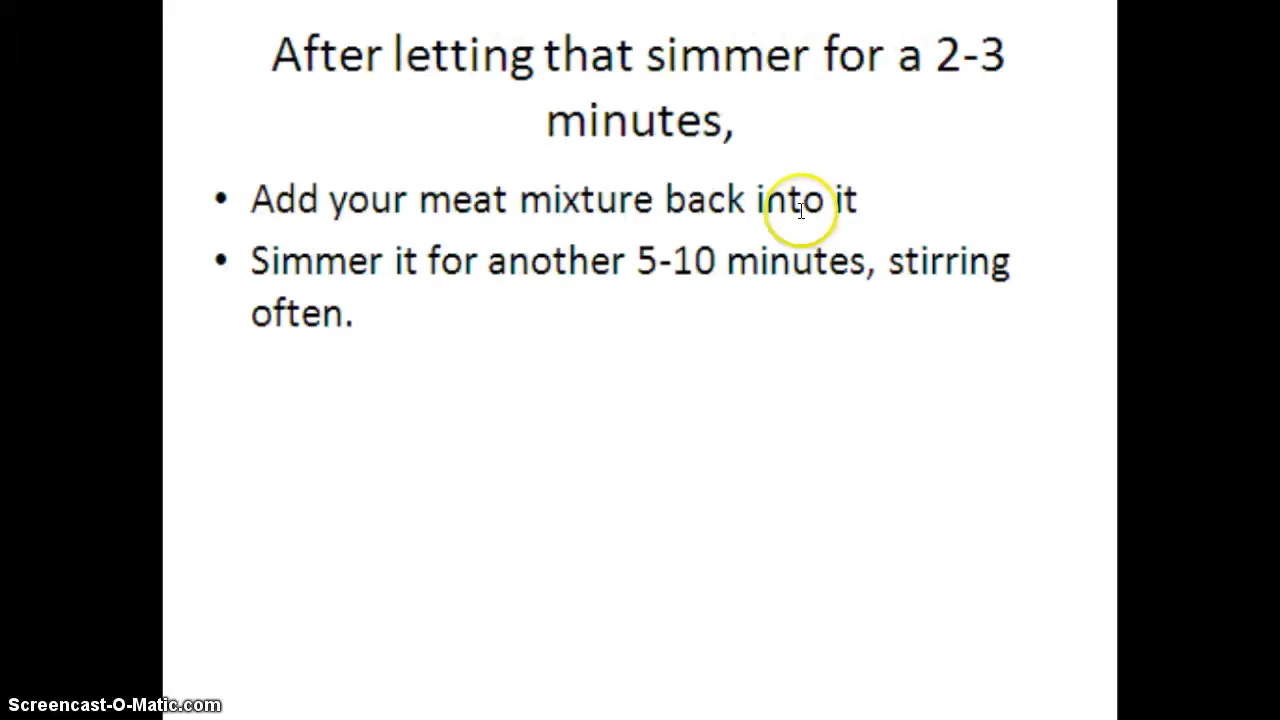 After letting that simmer for a 2-3
minutes,
• Add your meat mixture back into it
• Simmer it for another 5-10 minutes, stirring
often.
Screencast-O-Matic.com